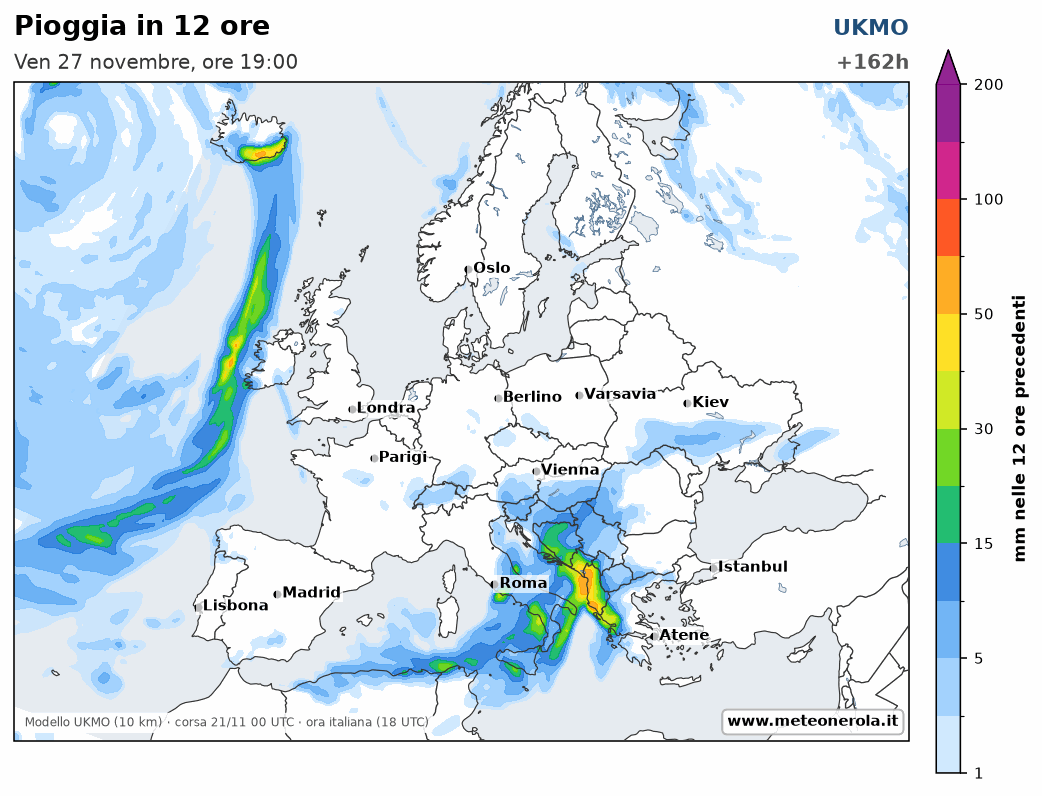 Pioggia in 12 ore
UKMO
Ven 27 novembre, ore 19:00
+162h
200
100
50
30
15
5
1
mm nelle 12 ore precedenti
Oslo
Londra
Berlino
Varsavia
Kiev
Parigi
Vienna
Roma
Istanbul
Madrid
Lisbona
Atene
Modello UKMO (10 km) · corsa 21/11 00 UTC · ora italiana (18 UTC)
www.meteonerola.it